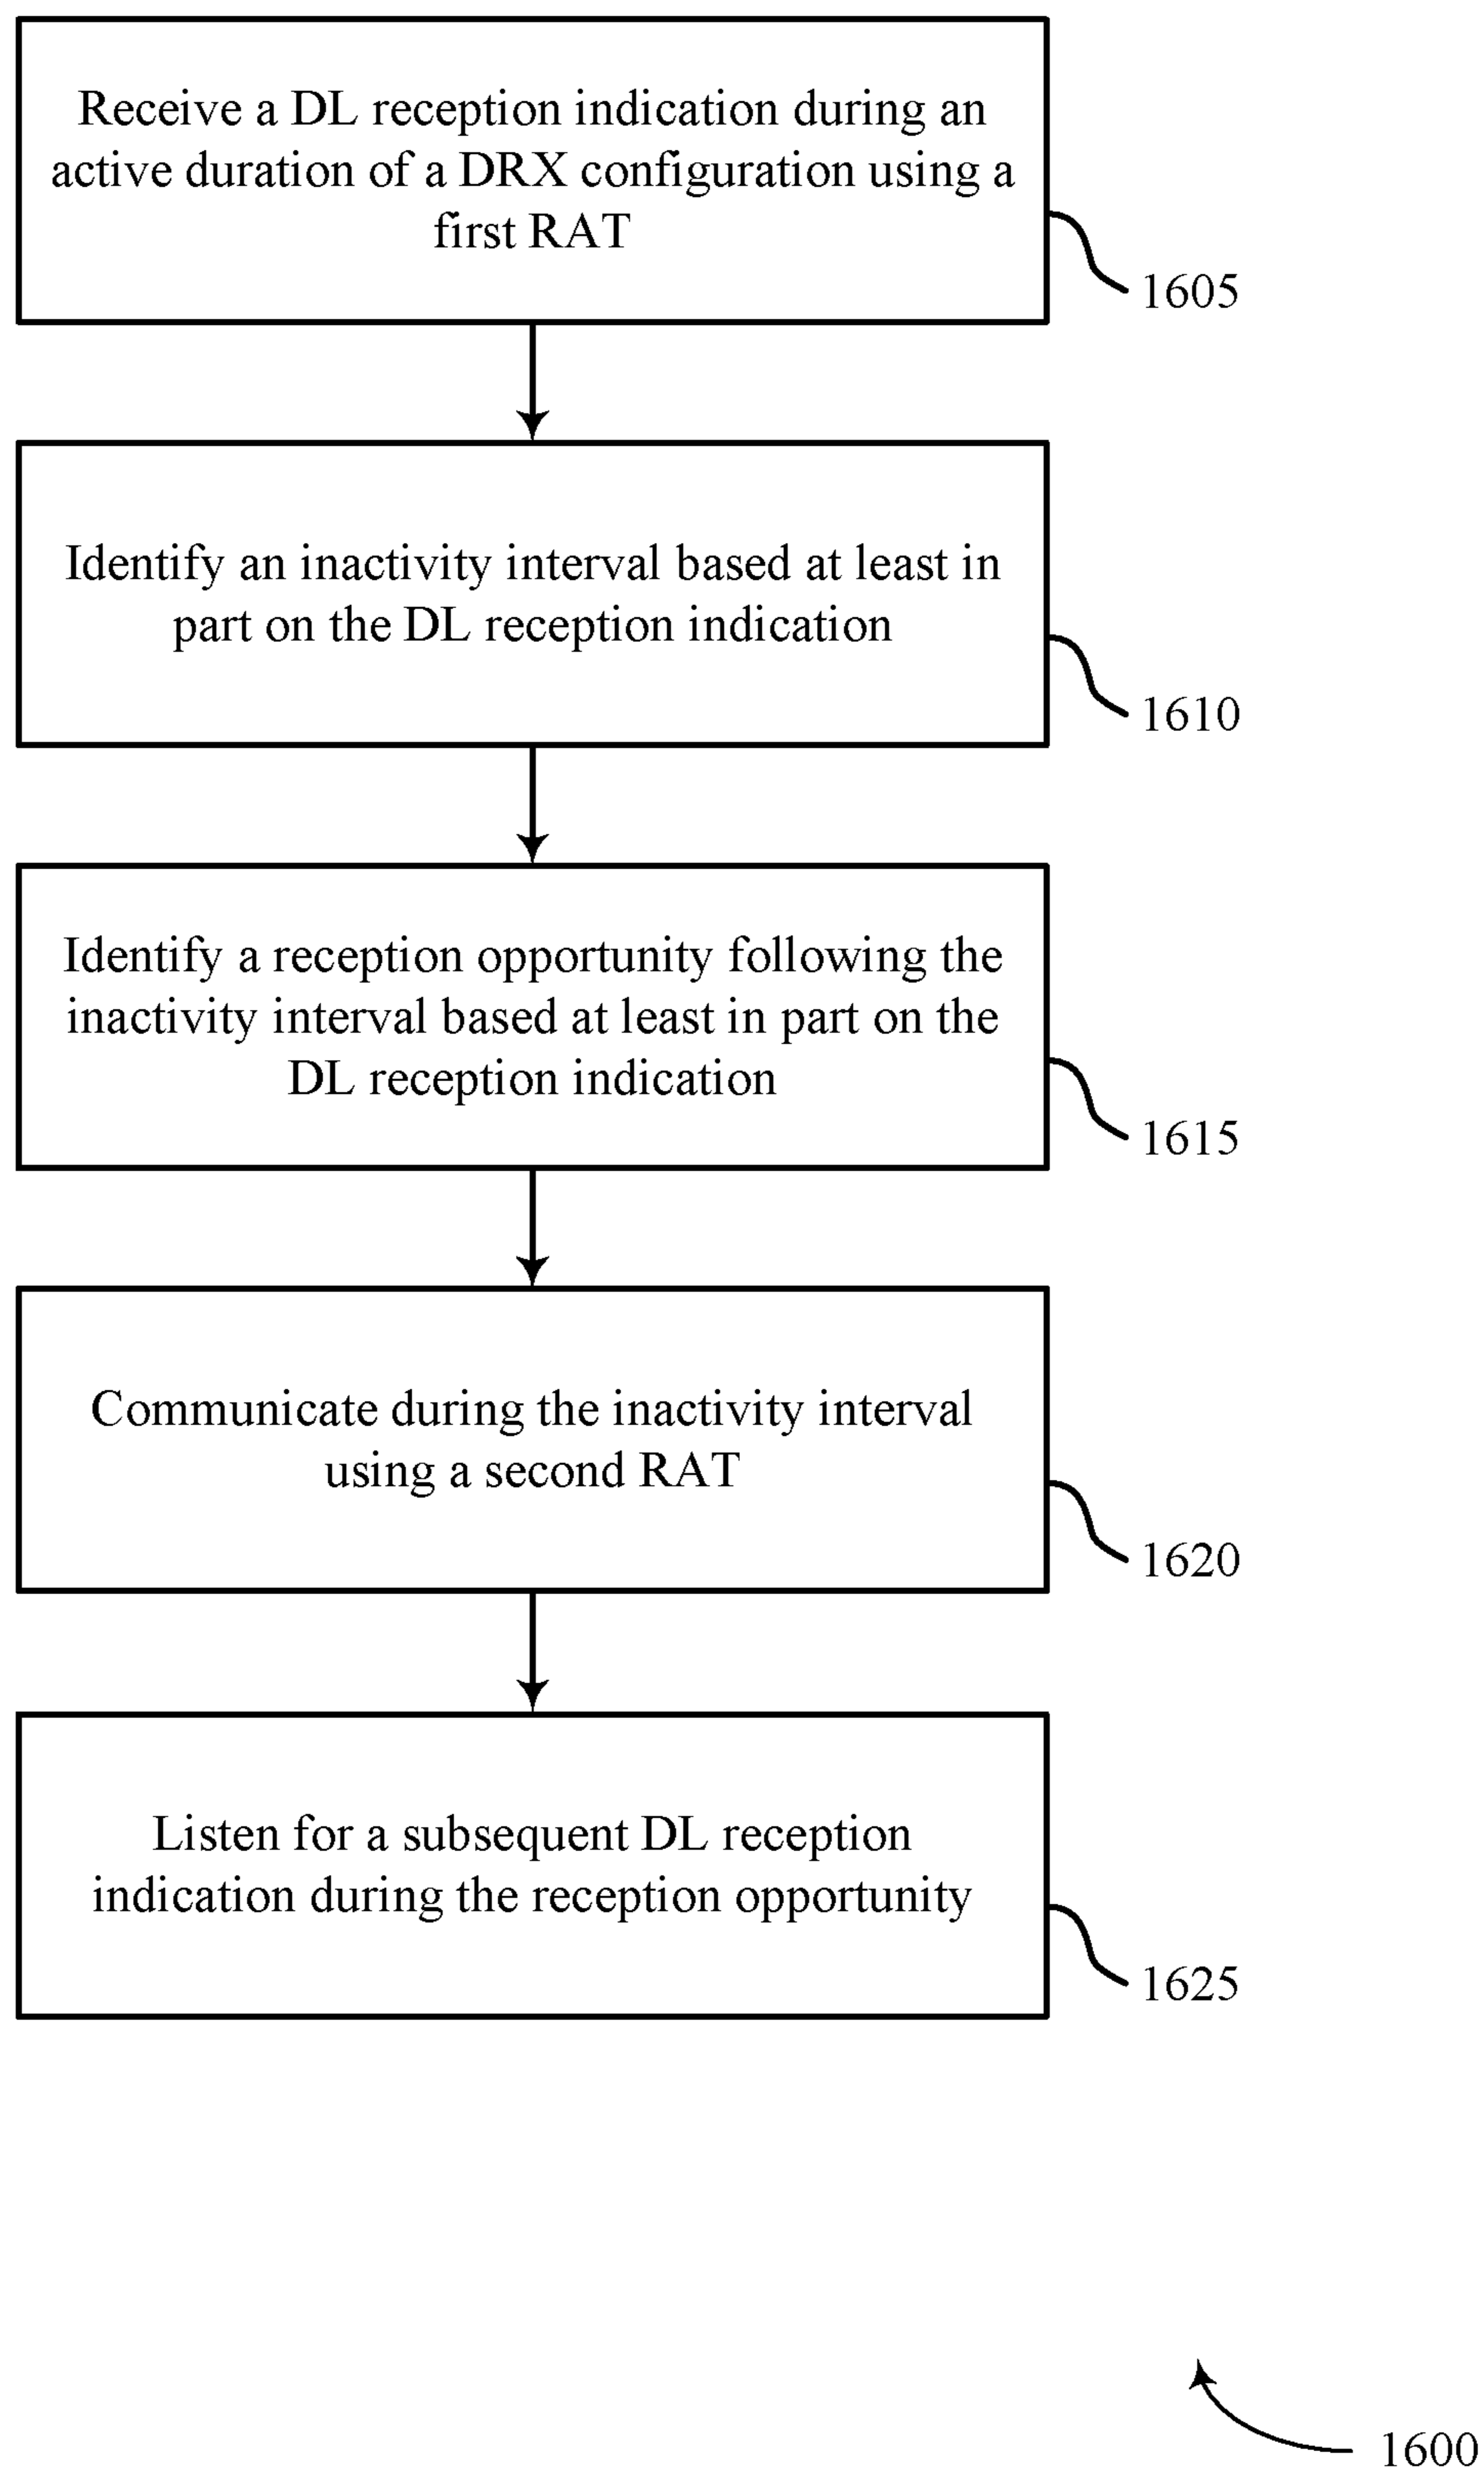 Receive a DL reception indication during an
active duration of a DRX configuration using a
first RAT
1605
Identify an inactivity interval based at least in
part on the DL reception indication
1610
Identify a reception opportunity following the
inactivity interval based at least in part on the
DL reception indication
1615
Communicate during the inactivity interval
using a second RAT
1620
Listen for a subsequent DL reception
indication during the reception opportunity
1625
1600